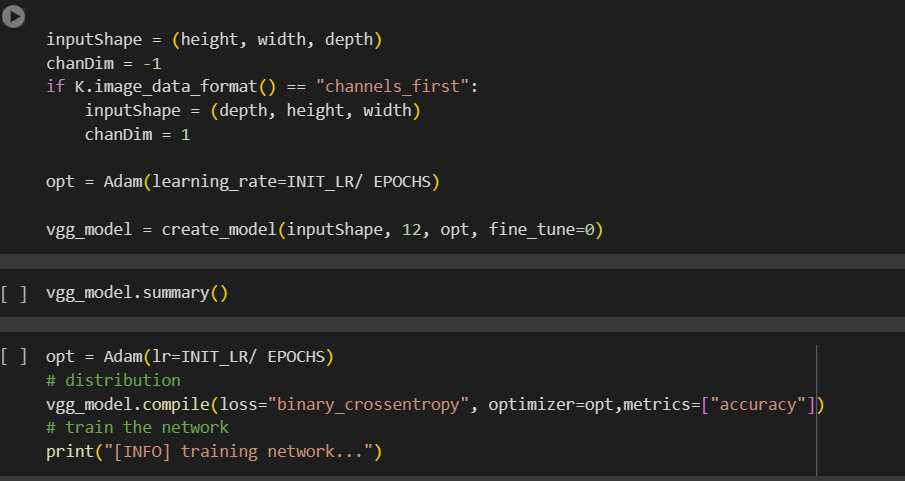 inputShape = (height, width, depth)
chanDim = -1
if K.image_data_format() == "channels_first":
    inputShape = (depth, height, width)
    chanDim = 1
opt = Adam(learning_rate=INIT_LR/ EPOCHS)
vgg_model = create_model(inputShape, 12, opt, fine_tune=0)
[ ] vgg_model.summary()
[ ] opt = Adam(lr=INIT_LR/ EPOCHS)
# distribution
vgg_model.compile(loss="binary_crossentropy", optimizer=opt,metrics=["accuracy"])
# train the network
print("[INFO] training network...")